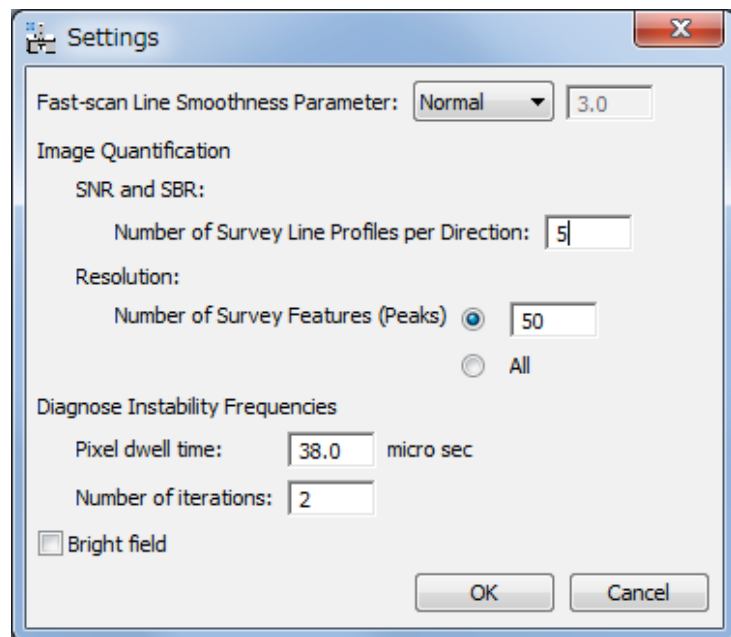 Settings
Fast-scan Line Smoothness Parameter: Normal 3.0
Image Quantification
SNR and SBR:
Number of Survey Line Profiles per Direction: 5
Resolution:
Number of Survey Features (Peaks) 50
All
Diagnose Instability Frequencies
Pixel dwell time: 38.0 micro sec
Number of iterations: 2
Bright field
OK Cancel